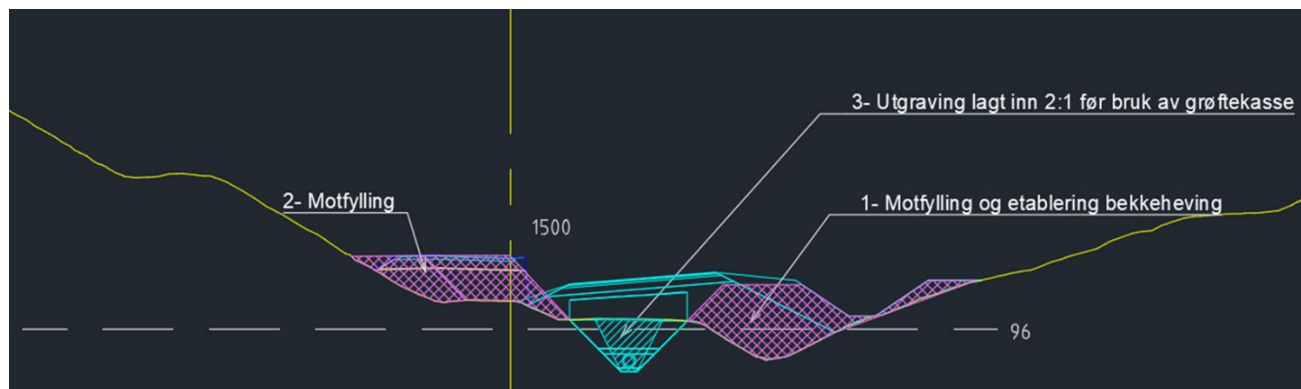 3- Utgraving lagt inn 2:1 før bruk av grøftekasse
2- Motfylling
1- Motfylling og etablering bekkeheving
1500
96